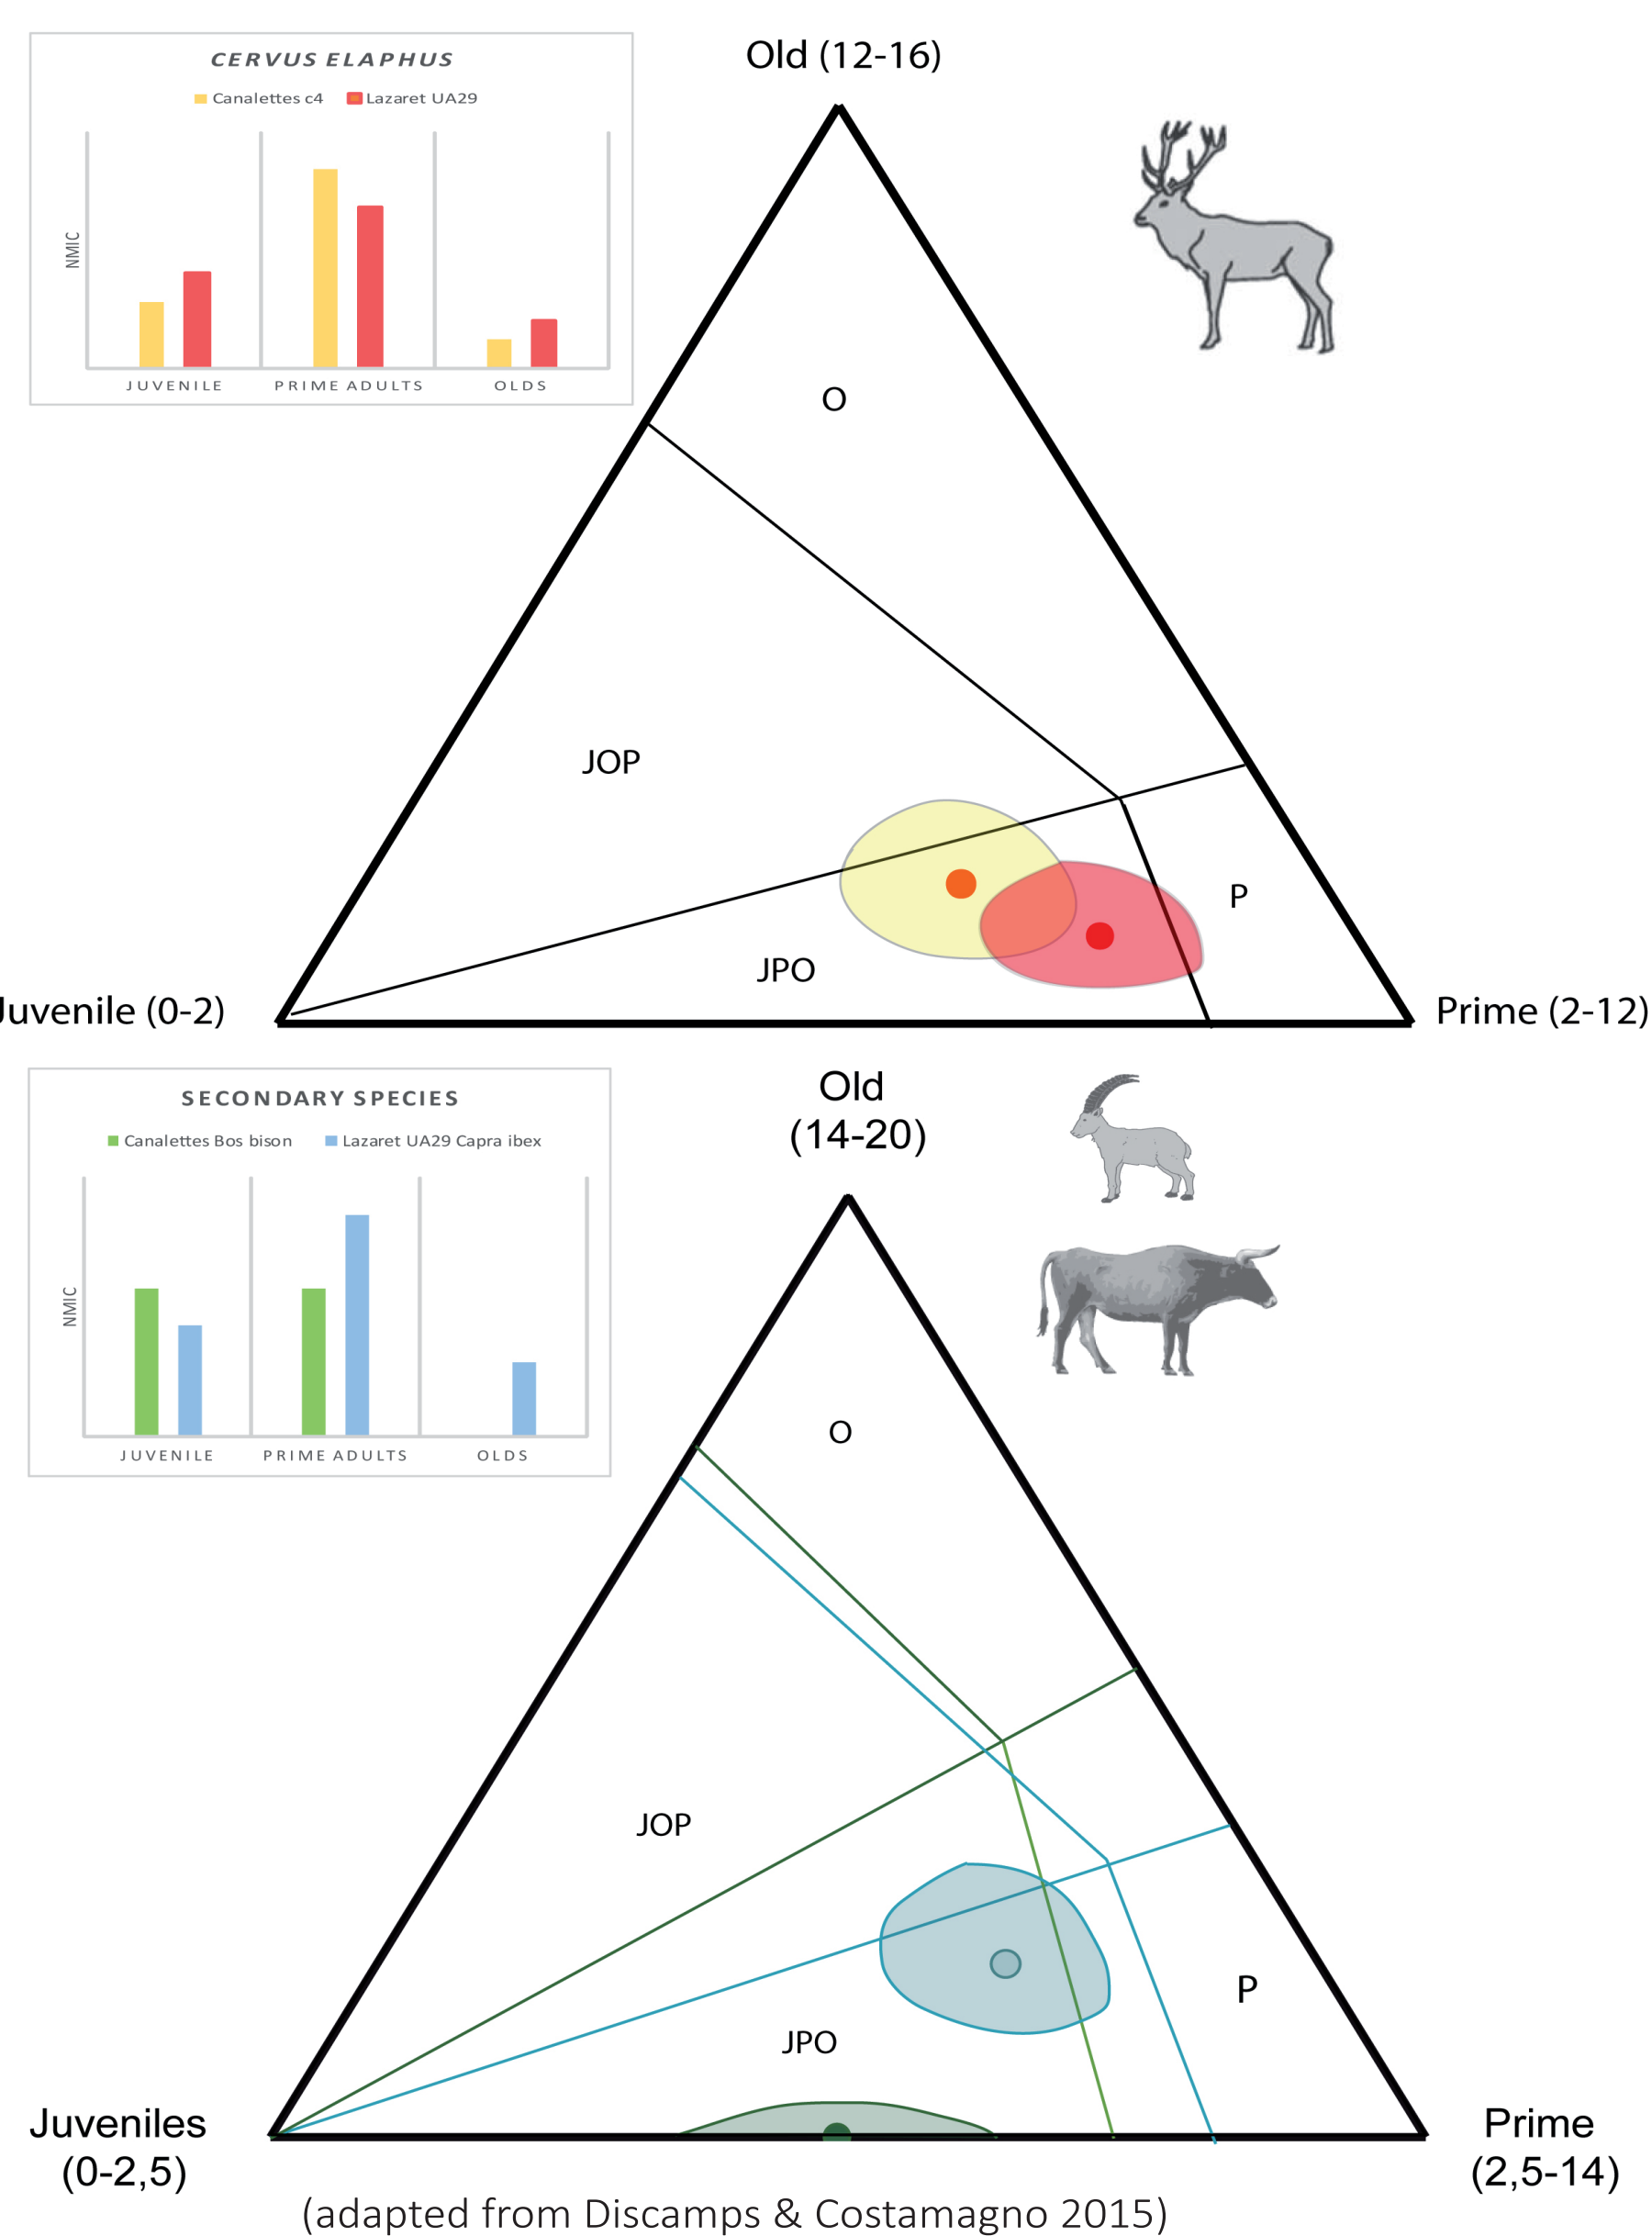 CERVUS ELAPHUS
Canalettes c4 Lazaret UA29
NMIC
JUVENILE PRIME ADULTS OLDS
Old (12-16)
O
JOP
P
JPO
Juvenile (0-2)
Prime (2-12)
SECONDARY SPECIES
Canalettes Bos bison Lazaret UA29 Capra ibex
NMIC
JUVENILE PRIME ADULTS OLDS
Old
(14-20)
O
JOP
P
JPO
Juveniles
(0-2,5)
Prime
(2,5-14)
(adapted from Discamps & Costamagno 2015)